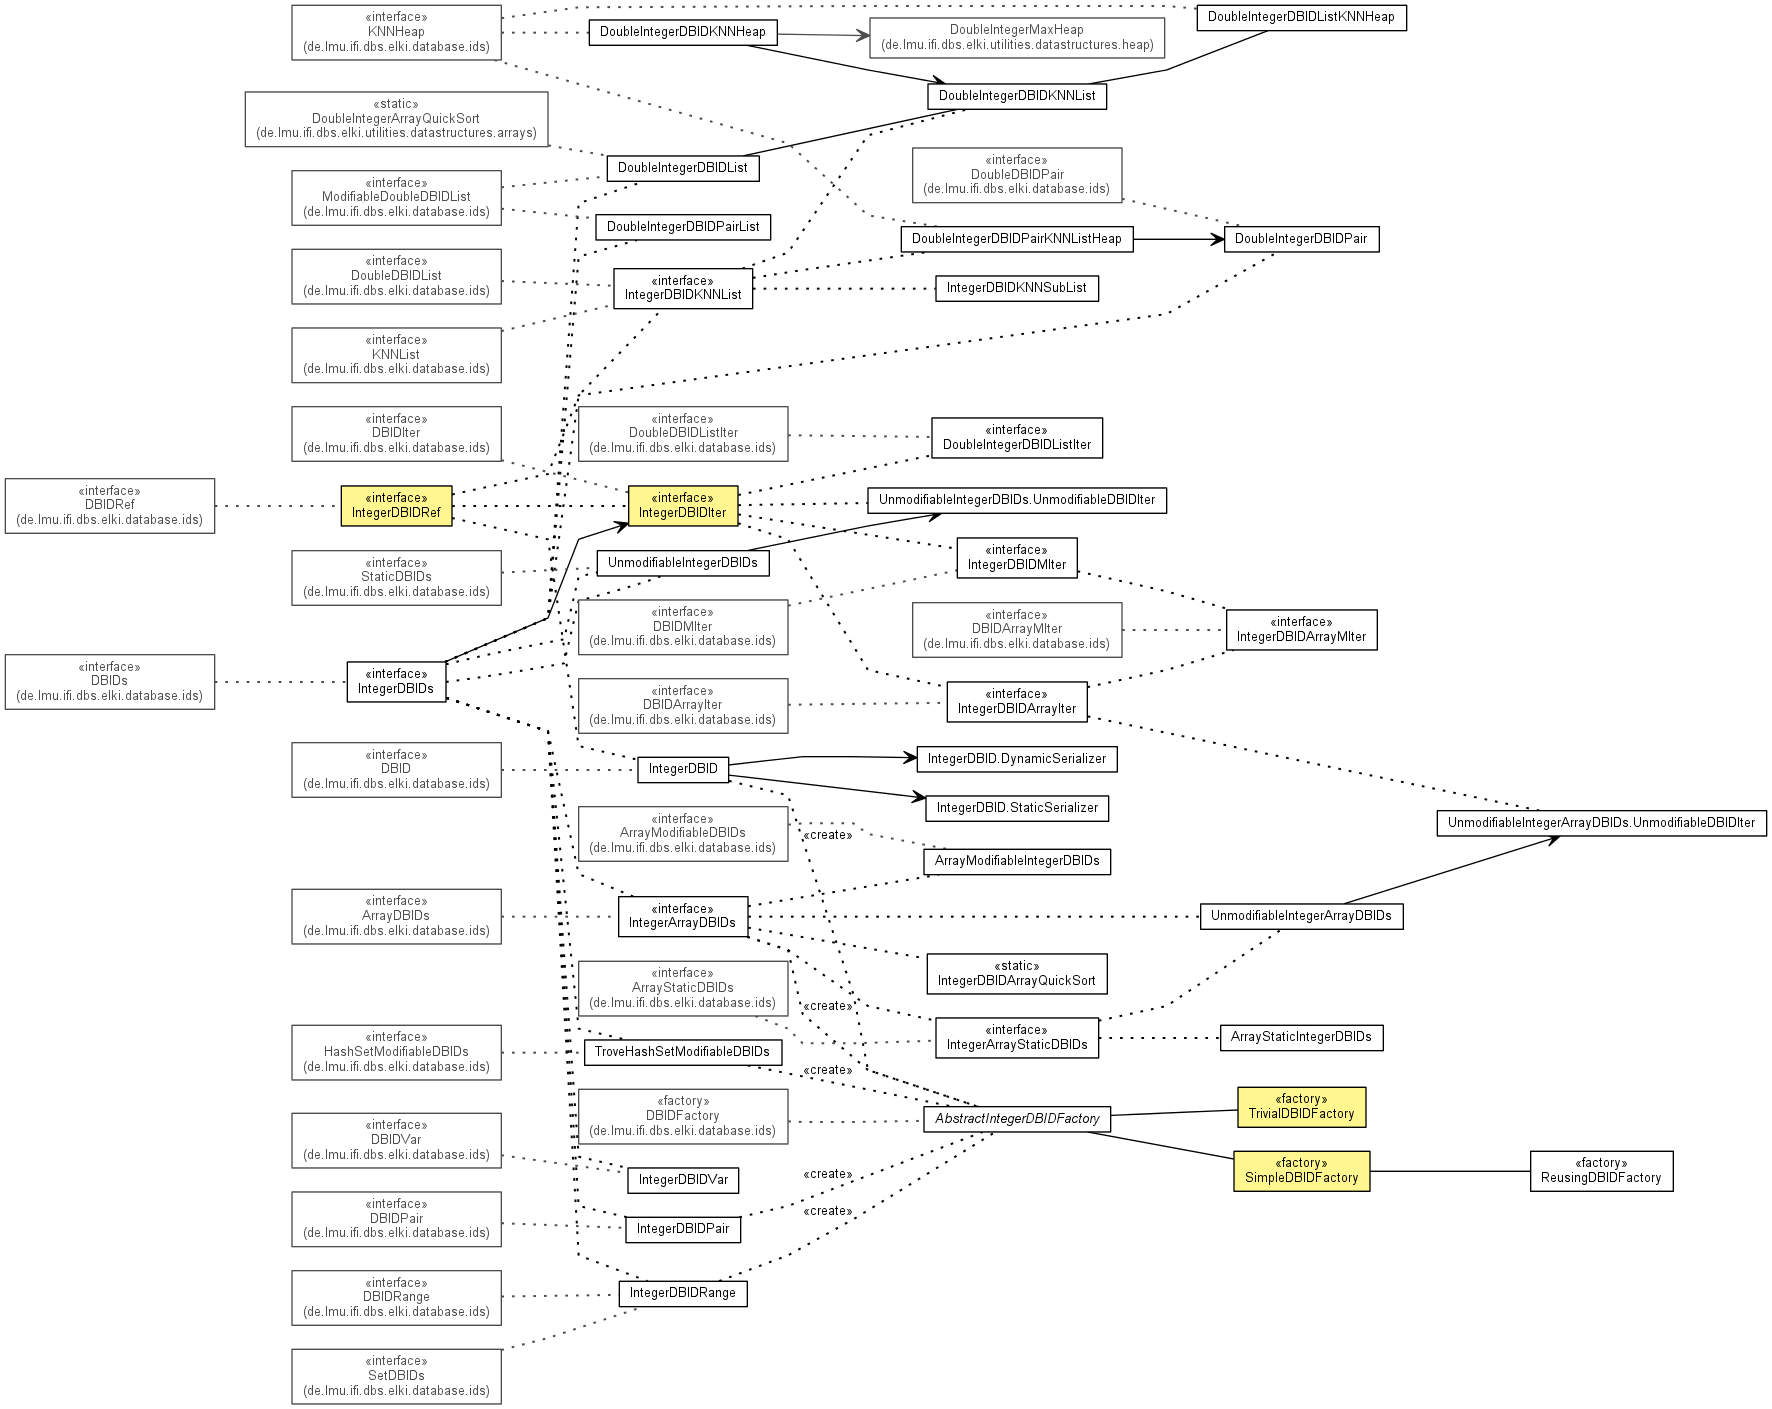 «interface»
KNNHeap
(de.lmu.ifi.dbs.elki.database.ids)
DoubleIntegerDBIDKNNHeap
DoubleIntegerMaxHeap
(de.lmu.ifi.dbs.elki.utilities.datastructures.heap)
DoubleIntegerDBIDListKNNHeap
DoubleIntegerDBIDKNNList
«static»
DoubleIntegerArrayQuickSort
(de.lmu.ifi.dbs.elki.utilities.datastructures.arrays)
DoubleIntegerDBIDList
«interface»
DoubleDBIDPair
(de.lmu.ifi.dbs.elki.database.ids)
«interface»
ModifiableDoubleDBIDList
(de.lmu.ifi.dbs.elki.database.ids)
DoubleIntegerDBIDPairList
DoubleIntegerDBIDPairKNNListHeap
DoubleIntegerDBIDPair
«interface»
DoubleDBIDList
(de.lmu.ifi.dbs.elki.database.ids)
«interface»
IntegerDBIDKNNList
IntegerDBIDKNNSubList
«interface»
KNNList
(de.lmu.ifi.dbs.elki.database.ids)
«interface»
DBIDIter
(de.lmu.ifi.dbs.elki.database.ids)
«interface»
DoubleDBIDListIter
(de.lmu.ifi.dbs.elki.database.ids)
«interface»
DoubleIntegerDBIDListIter
«interface»
DBIDRef
(de.lmu.ifi.dbs.elki.database.ids)
«interface»
IntegerDBIDRef
«interface»
IntegerDBIDIter
UnmodifiableIntegerDBIDs.UnmodifiableDBIDIter
«interface»
StaticDBIDs
(de.lmu.ifi.dbs.elki.database.ids)
UnmodifiableIntegerDBIDs
«interface»
IntegerDBIDMIter
«interface»
DBIDMIter
(de.lmu.ifi.dbs.elki.database.ids)
«interface»
DBIDArrayMIter
(de.lmu.ifi.dbs.elki.database.ids)
«interface»
IntegerDBIDArrayMIter
«interface»
DBIDs
(de.lmu.ifi.dbs.elki.database.ids)
«interface»
IntegerDBIDs
«interface»
DBIDArrayIter
(de.lmu.ifi.dbs.elki.database.ids)
«interface»
IntegerDBIDArrayIter
«interface»
DBID
(de.lmu.ifi.dbs.elki.database.ids)
IntegerDBID
IntegerDBID.DynamicSerializer
IntegerDBID.StaticSerializer
«interface»
ArrayModifiableDBIDs
(de.lmu.ifi.dbs.elki.database.ids)
«create»
ArrayModifiableIntegerDBIDs
UnmodifiableIntegerArrayDBIDs.UnmodifiableDBIDIter
«interface»
ArrayDBIDs
(de.lmu.ifi.dbs.elki.database.ids)
«interface»
IntegerArrayDBIDs
UnmodifiableIntegerArrayDBIDs
«static»
IntegerDBIDArrayQuickSort
«interface»
ArrayStaticDBIDs
(de.lmu.ifi.dbs.elki.database.ids)
«create»
«interface»
IntegerArrayStaticDBIDs
ArrayStaticIntegerDBIDs
«interface»
HashSetModifiableDBIDs
(de.lmu.ifi.dbs.elki.database.ids)
TroveHashSetModifiableDBIDs
«create»
«factory»
DBIDFactory
(de.lmu.ifi.dbs.elki.database.ids)
AbstractIntegerDBIDFactory
«factory»
TrivialDBIDFactory
«interface»
DBIDVar
(de.lmu.ifi.dbs.elki.database.ids)
IntegerDBIDVar
«create»
«factory»
SimpleDBIDFactory
«factory»
ReusingDBIDFactory
«interface»
DBIDPair
(de.lmu.ifi.dbs.elki.database.ids)
IntegerDBIDPair
«create»
«interface»
DBIDRange
(de.lmu.ifi.dbs.elki.database.ids)
IntegerDBIDRange
«interface»
SetDBIDs
(de.lmu.ifi.dbs.elki.database.ids)